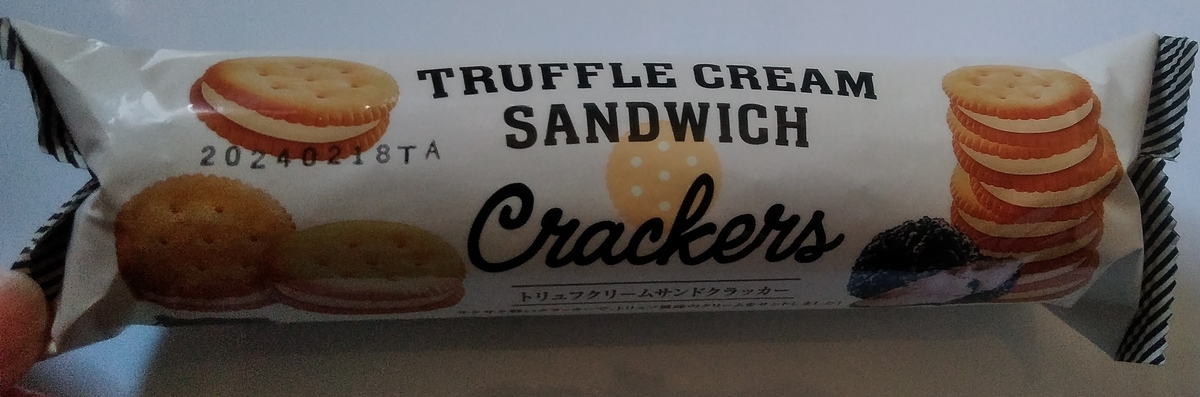 TRUFFLE CREAM
SANDWICH
20240218TA
Crackers
トリュフクリームサンドクラッカー